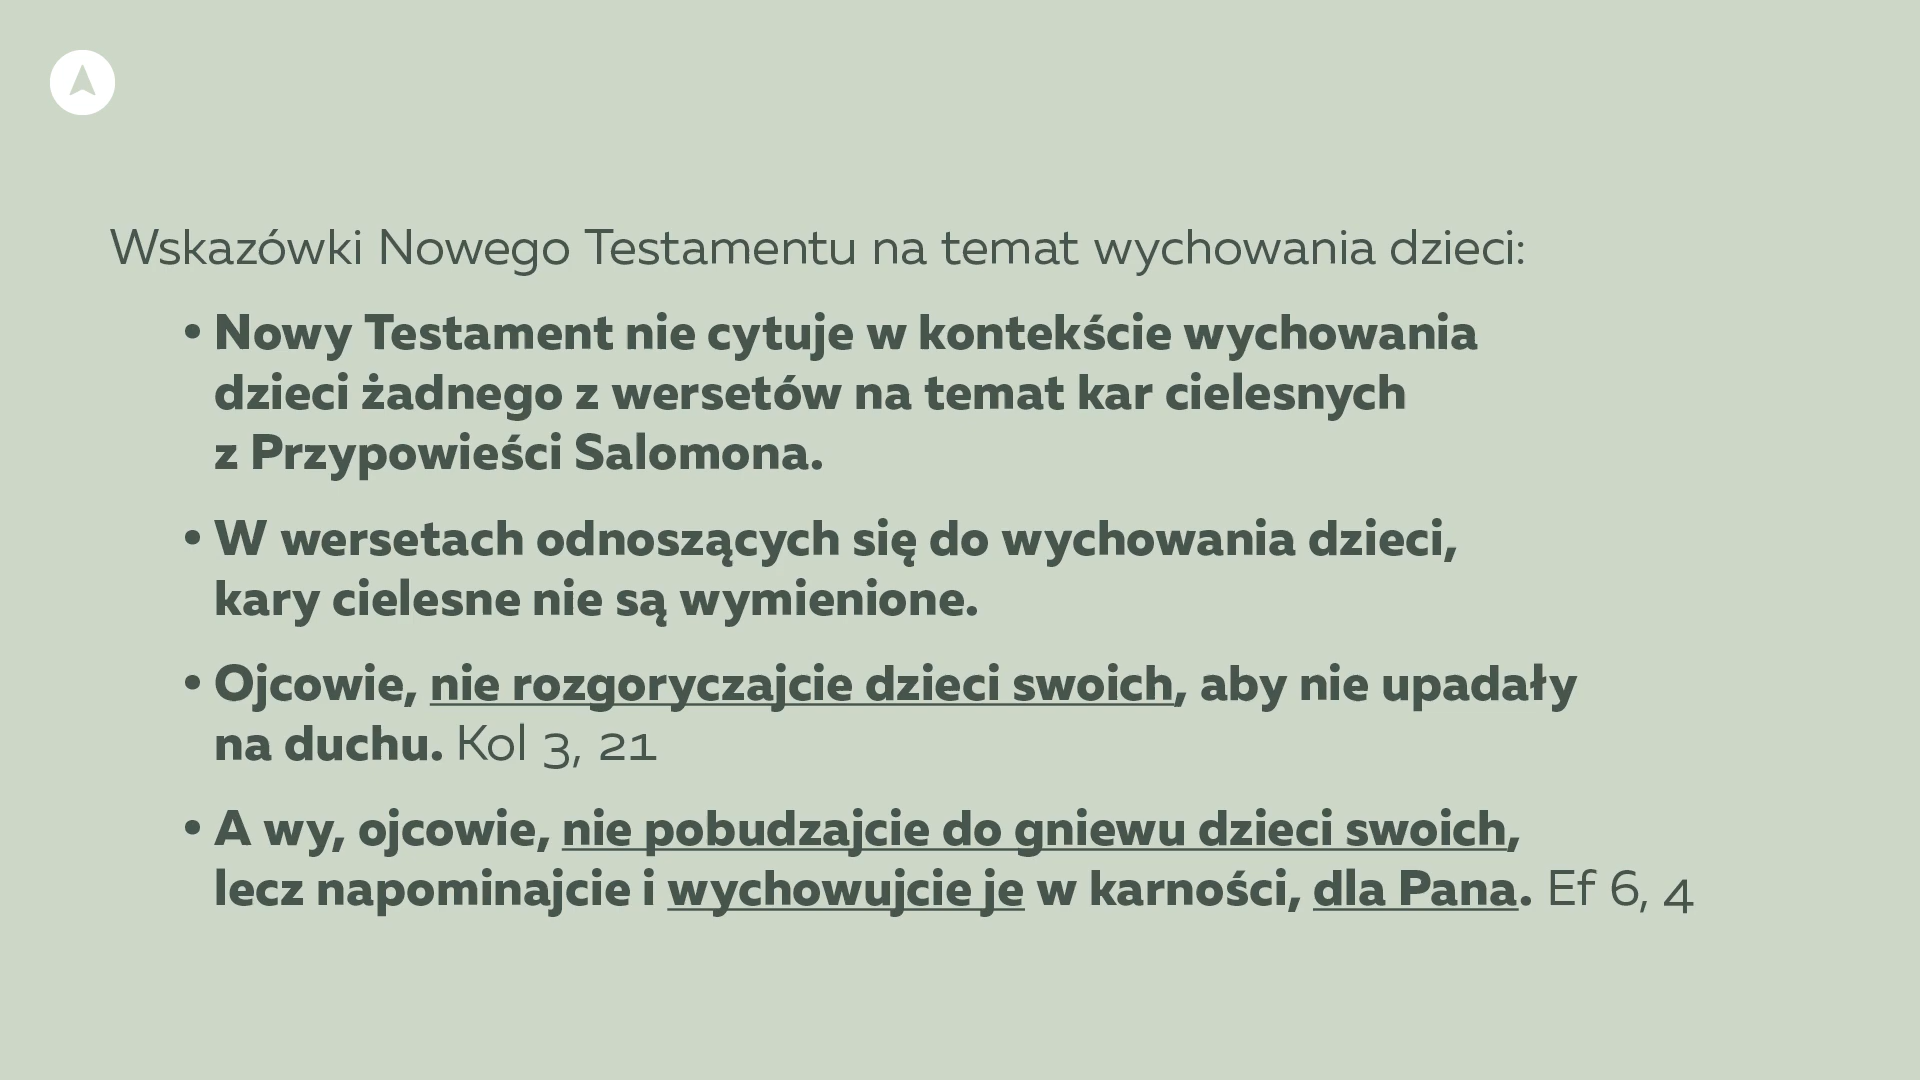 Wskazówki Nowego Testamentu na temat wychowania dzieci:
• Nowy Testament nie cytuje w kontekście wychowania
dzieci żadnego z wersetów na temat kar cielesnych
z Przypowieści Salomona.
• W wersetach odnoszących się do wychowania dzieci,
kary cielesne nie są wymienione.
• Ojcowie, nie rozgoryczajcie dzieci swoich, aby nie upadały
na duchu. Kol 3, 21
• A wy, ojcowie, nie pobudzajcie do gniewu dzieci swoich,
lecz napominajcie i wychowujcie je w karności, dla Pana. Ef 6, 4